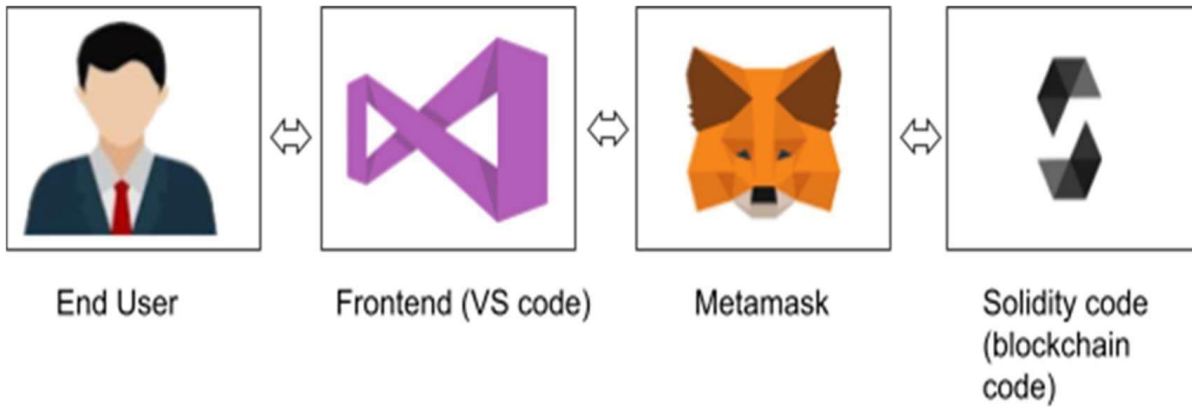 End User
Frontend (VS code)
Metamask
Solidity code
(blockchain
code)